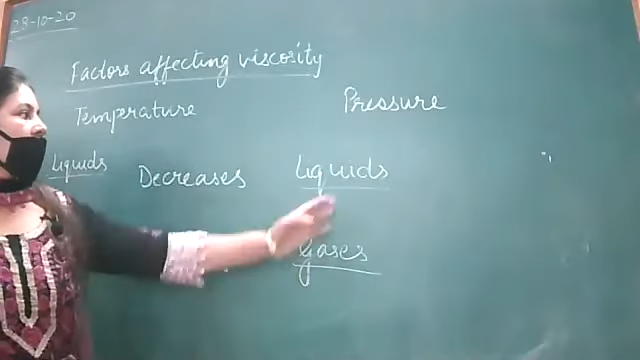 28-10-20
Factors affecting viscosity
Temperature Pressure
Liquids Decreases Liquids
Gases